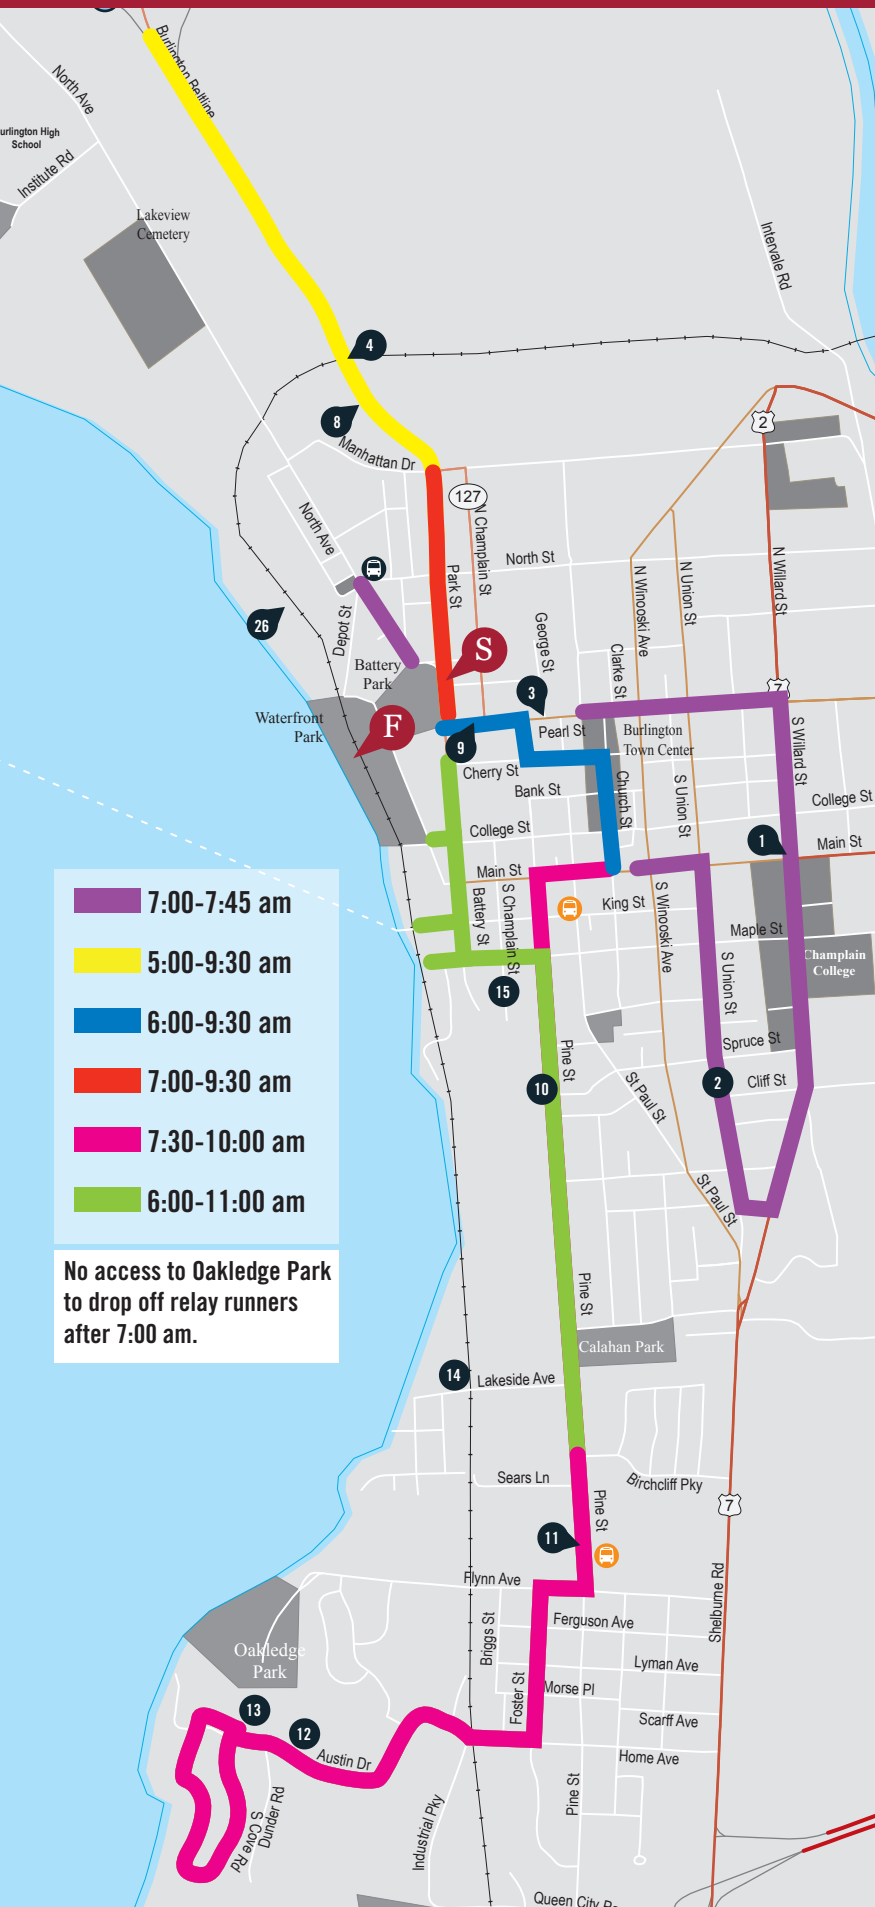 Burlington Beltline
North Ave
urlington High
School
Institute Rd
Lakeview
Cemetery
Intervale Rd
4
8
Manhattan Dr
2
127
N Champlain St
North Ave
North St
Park St
N Winooski Ave
N Union St
N Willard St
26
Depot St
George St
Clarke St
S
Battery
Park
3
7
Waterfront
Park
F
9
Pearl St
Burlington
Town Center
S Willard St
Cherry St
Bank St
Church St
S Union St
College St
College St
1
Main St
Main St
King St
Battery St
S Champlain St
S Winooski Ave
Maple St
Champlain
College
S Union St
15
Spruce St
10
Pine St
St Paul St
2
Cliff St
St Paul St
7:00-7:45 am
5:00-9:30 am
6:00-9:30 am
7:00-9:30 am
7:30-10:00 am
6:00-11:00 am
No access to Oakledge Park
to drop off relay runners
after 7:00 am.
Pine St
Calahan Park
14
Lakeside Ave
Sears Ln
Birchcliff Pky
Pine St
7
11
Flynn Ave
Shelburne Rd
Ferguson Ave
Briggs St
Oakledge
Park
Lyman Ave
Foster St
Morse Pl
13
12
Scarff Ave
Austin Dr
Home Ave
Pine St
Dunder Rd
S Cove Rd
Industrial Pky
Queen City